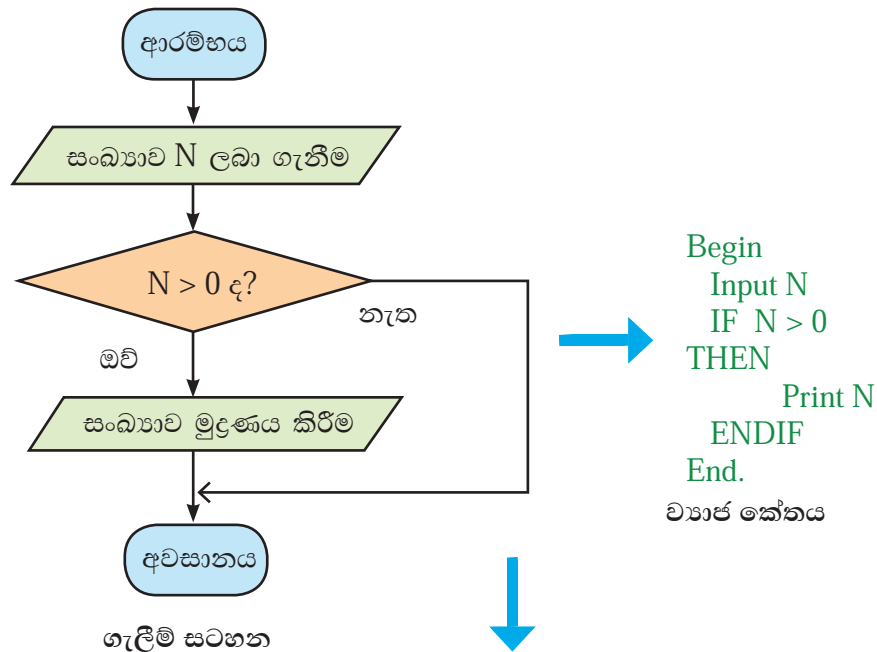 ආරම්භය
සංඛ්‍යාව N ලබා ගැනීම
N > 0 ද?
නැත
ඔව්
සංඛ්‍යාව මුද්‍රණය කිරීම
අවසානය
ගැලීම් සටහන
Begin
Input N
IF N > 0
THEN
Print N
ENDIF
End.
ව්‍යාජ කේතය